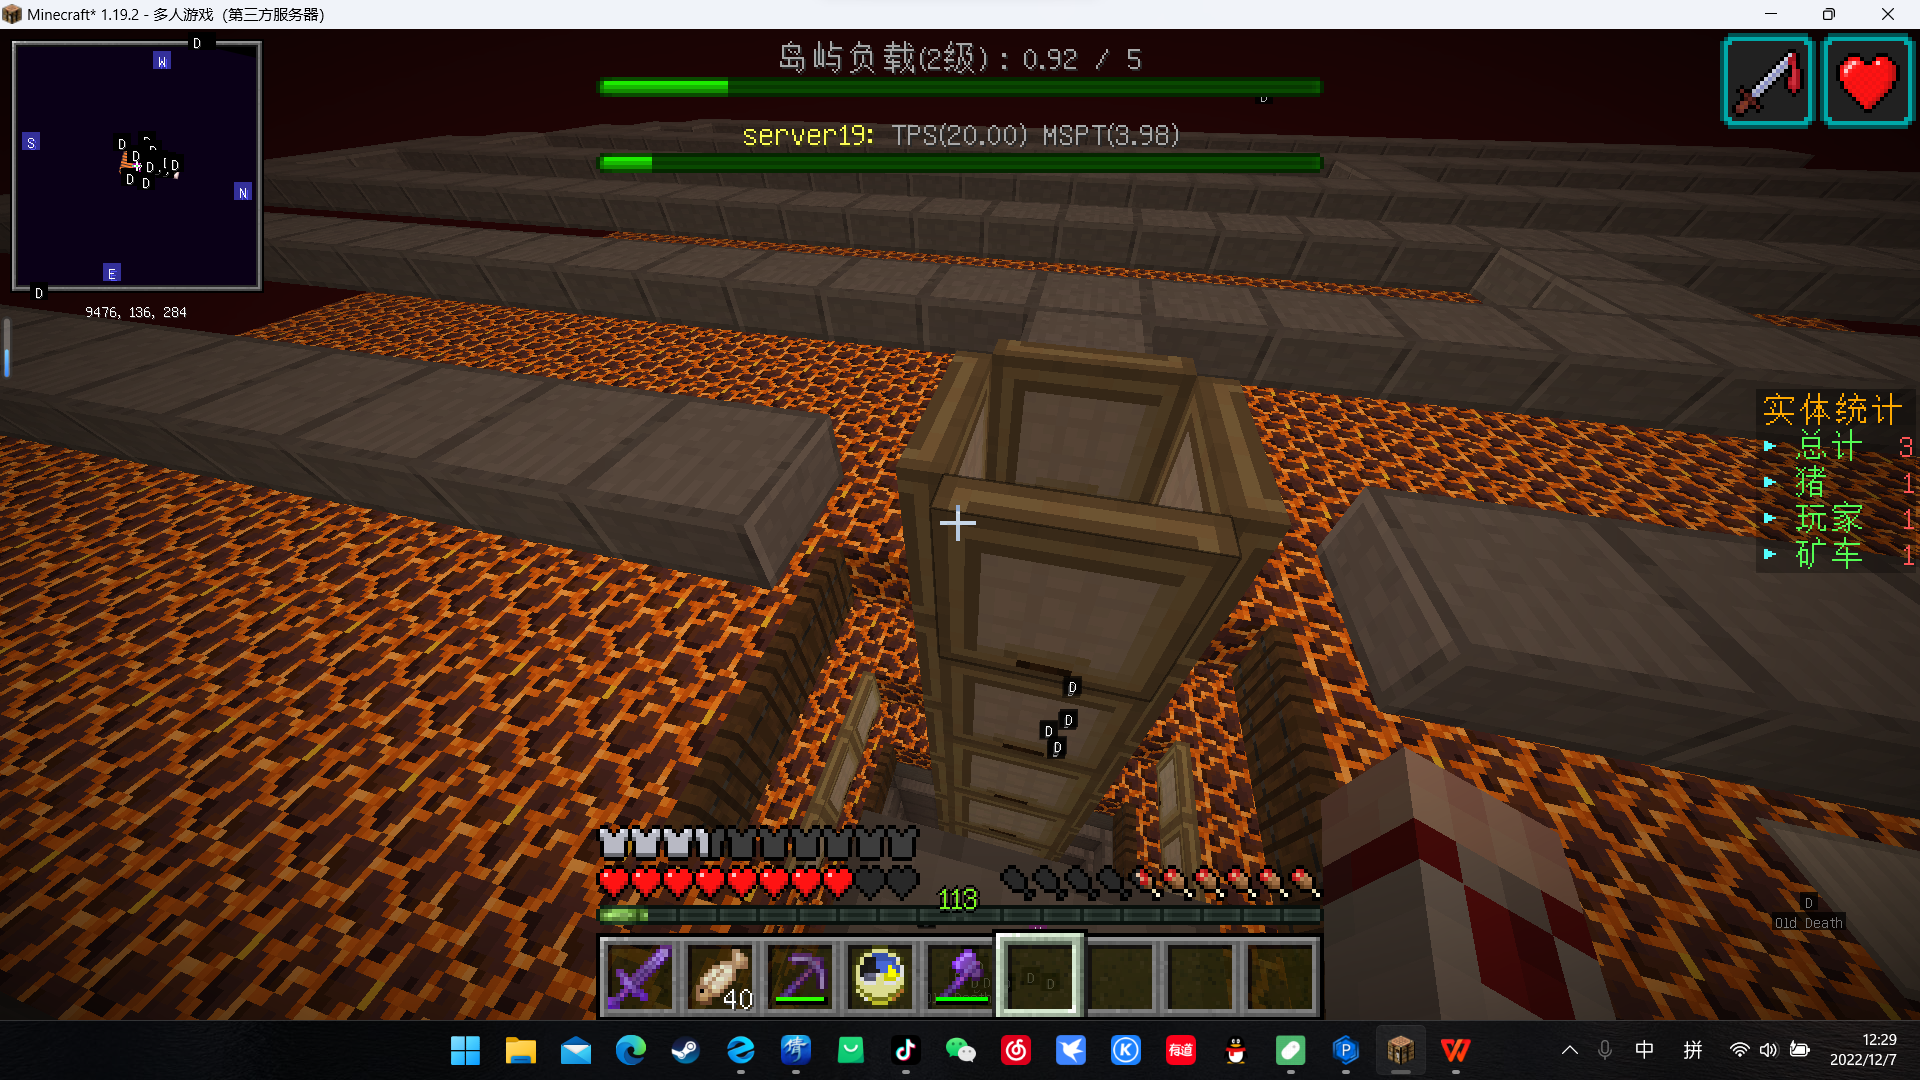 Minecraft* 1.19.2 - 多人游戏（第三方服务器）
D
W
S
N
E
D
D
D
D
D
D
D
D
9476, 136, 284
岛屿负载(2级)：0.92 / 5
D
server19: TPS(20.00) MSPT(3.98)
实体统计
总计 3
猪 1
玩家 1
矿车 1
D
D
D
D
D
Old Death
113
40
D D
中
拼
12:29
2022/12/7
有道